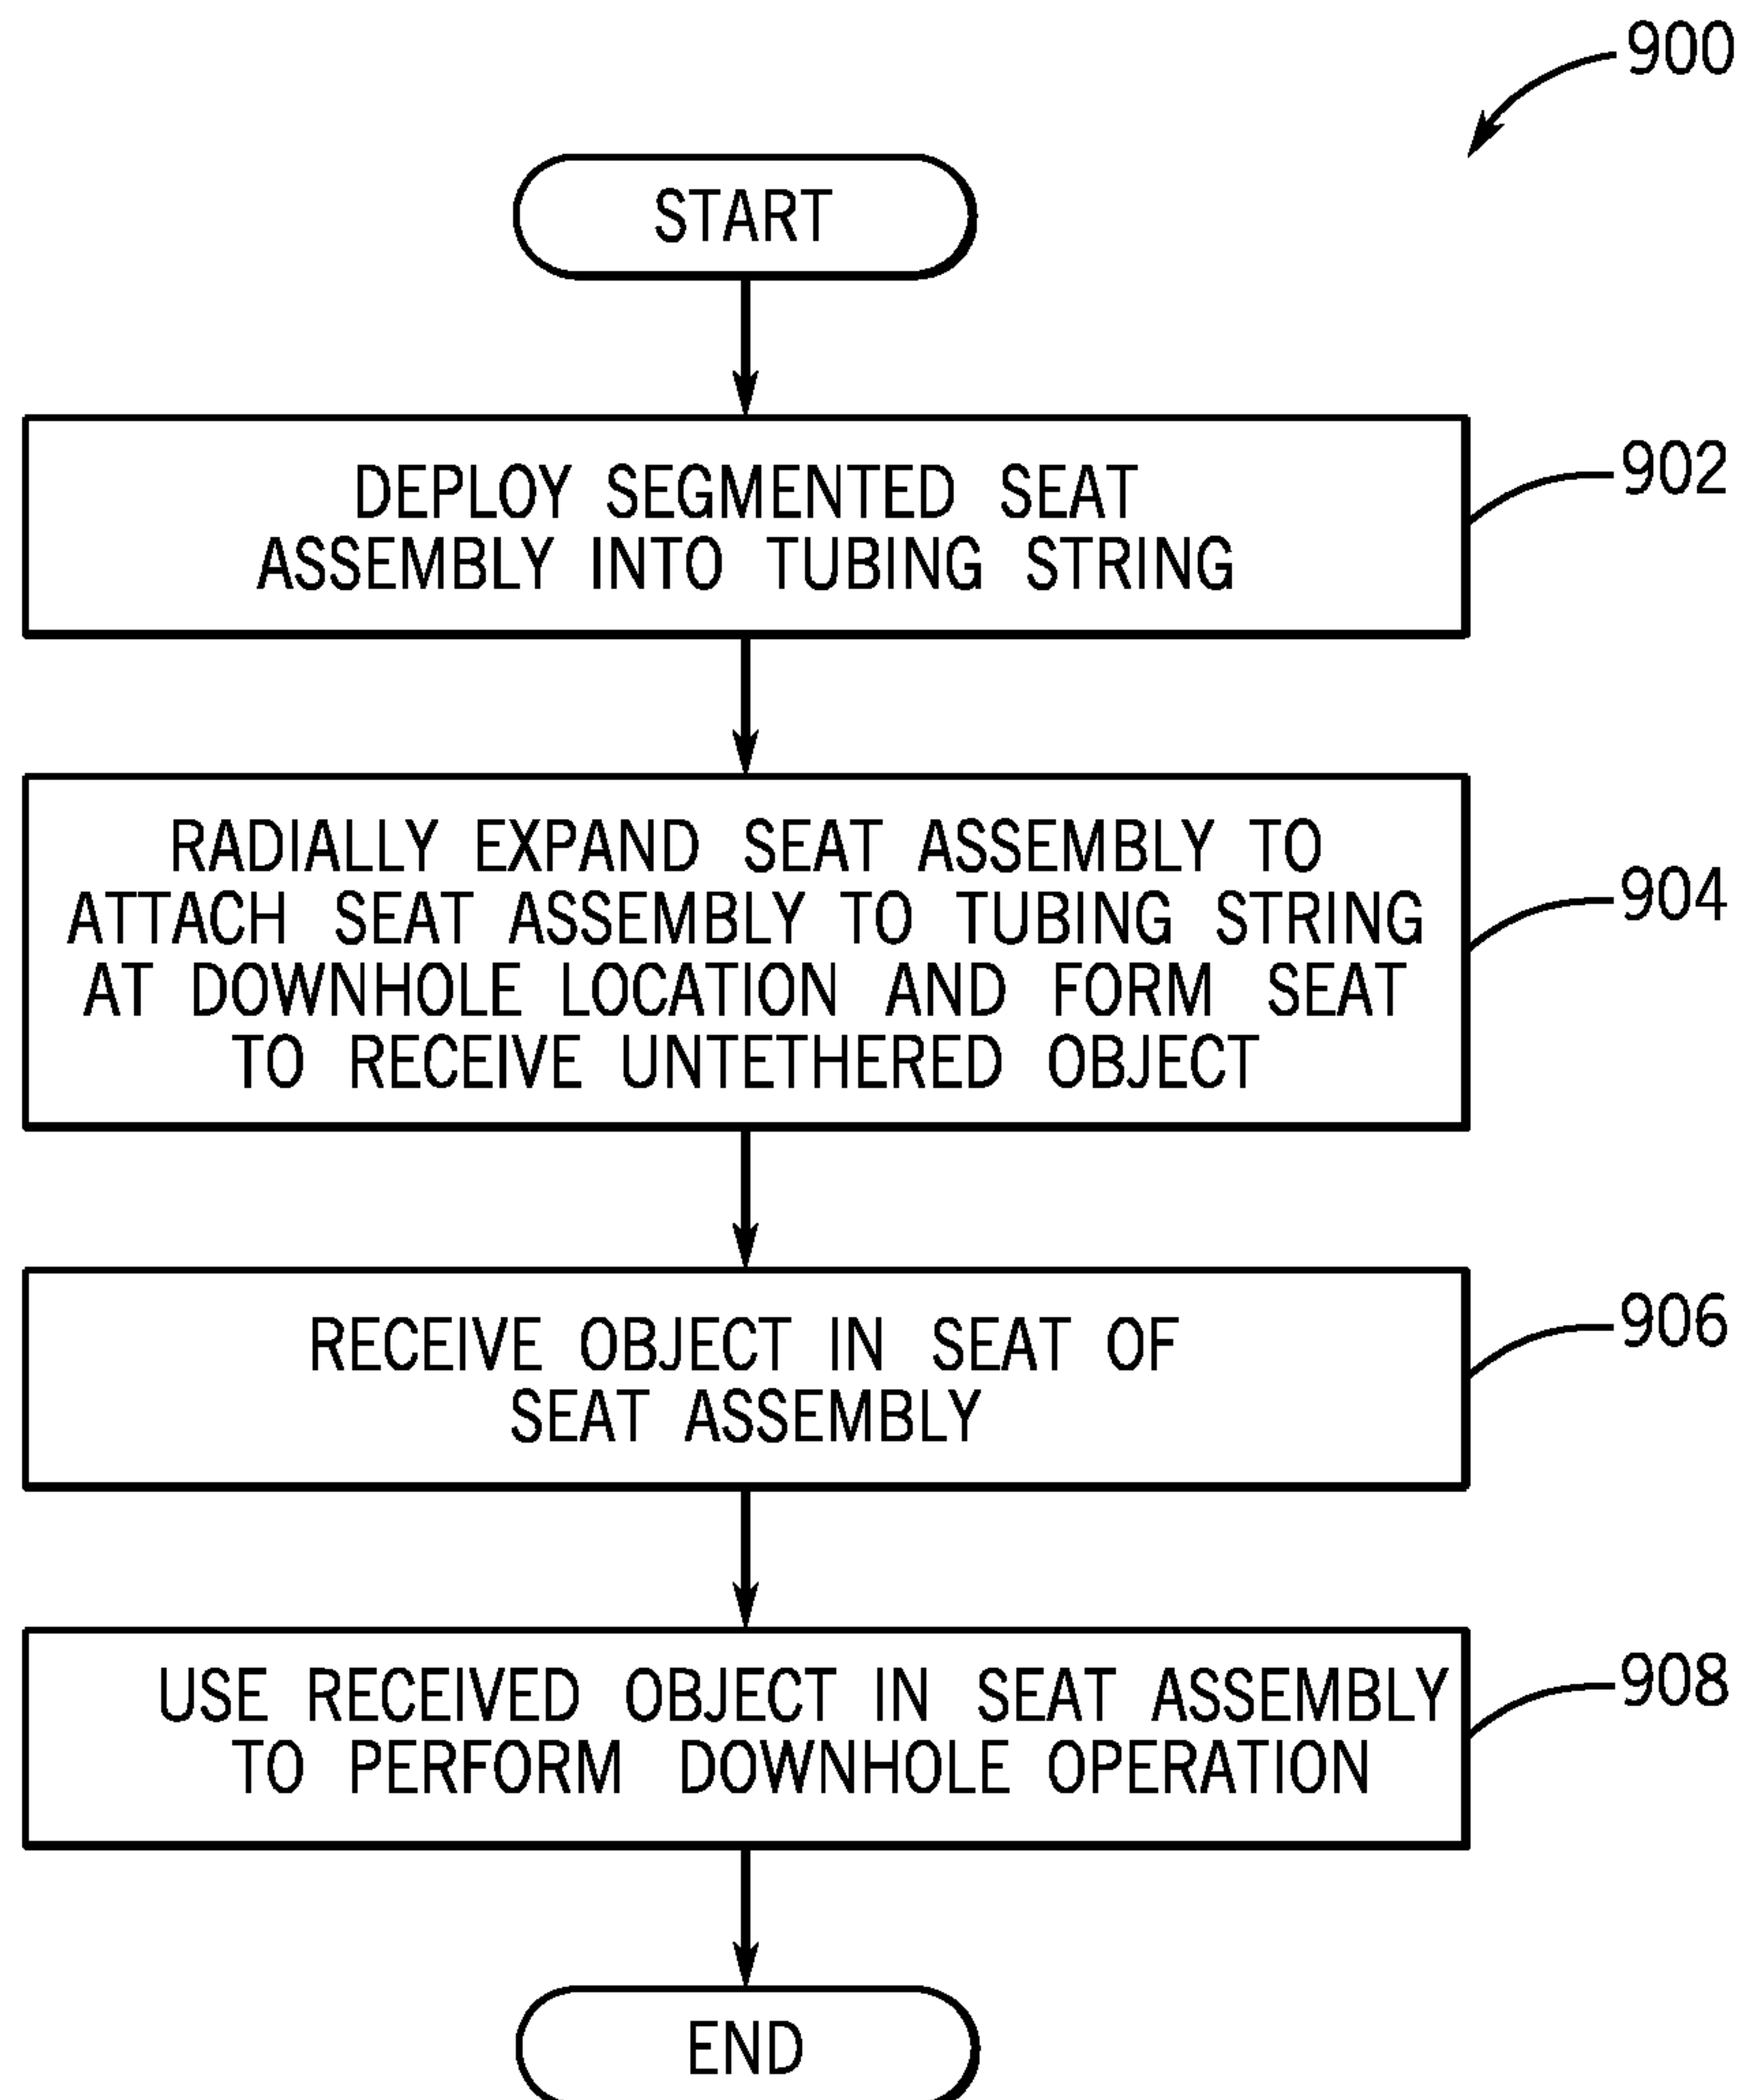 900
START
DEPLOY SEGMENTED SEAT
ASSEMBLY INTO TUBING STRING
902
RADIALLY EXPAND SEAT ASSEMBLY TO
ATTACH SEAT ASSEMBLY TO TUBING STRING
AT DOWNHOLE LOCATION AND FORM SEAT
TO RECEIVE UNTETHERED OBJECT
904
RECEIVE OBJECT IN SEAT OF
SEAT ASSEMBLY
906
USE RECEIVED OBJECT IN SEAT ASSEMBLY
TO PERFORM DOWNHOLE OPERATION
908
END